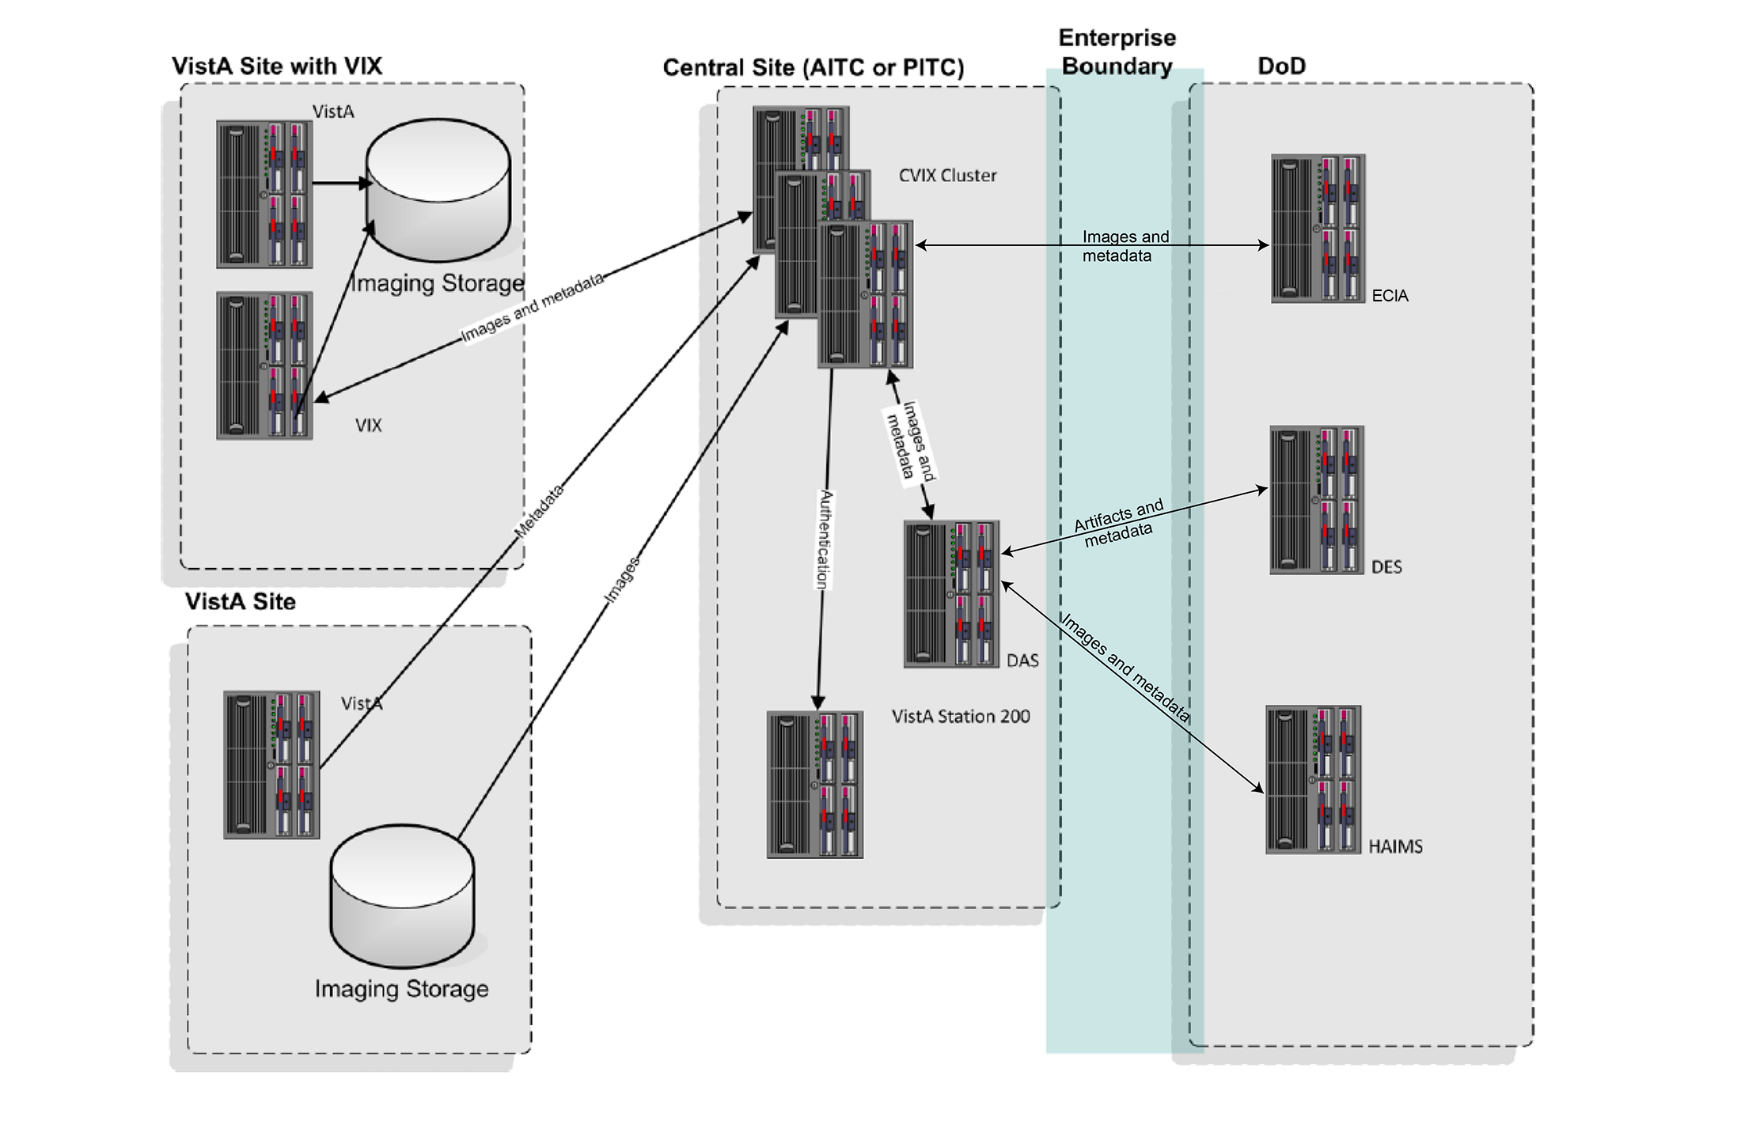 Enterprise
Boundary
VistA Site with VIX
Central Site (AITC or PITC)
DoD
VistA
Imaging Storage
VIX
Images and metadata
CVIX Cluster
Images and
metadata
ECIA
Images and
metadata
Authentication
Metadata
Images
Artifacts and
metadata
DES
DAS
Images and metadata
VistA Station 200
HAIMS
VistA Site
VistA
Imaging Storage